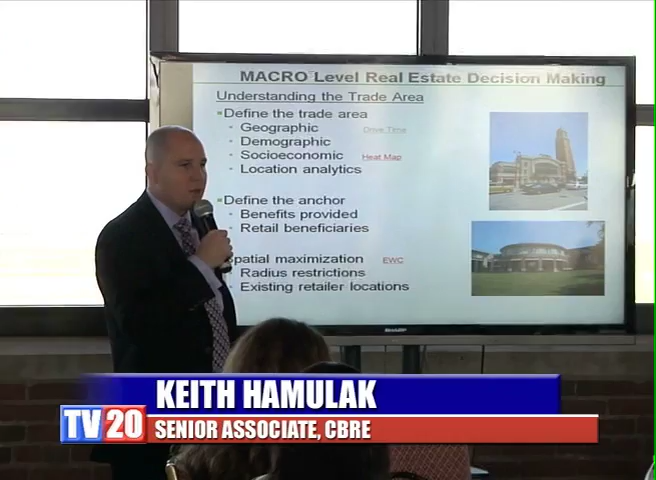 MACRO Level Real Estate Decision Making
Understanding the Trade Area
Define the trade area
Geographic Drive Time
Demographic
Socioeconomic Heat Map
Location analytics
Define the anchor
Benefits provided
Retail beneficiaries
patial maximization EWC
Radius restrictions
Existing retailer locations
SHARP
KEITH HAMULAK
TV20 SENIOR ASSOCIATE, CBRE